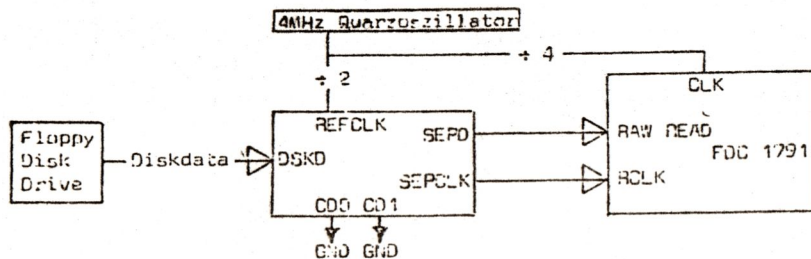 4MHz Quarzoszillator
÷ 4
÷ 2
CLK
REFCLK
SEPD
RAW READ
FDC 1791
Floppy
Disk
Drive
Diskdata
DSKD
SEPCLK
RCLK
CD0 CD1
GND GND